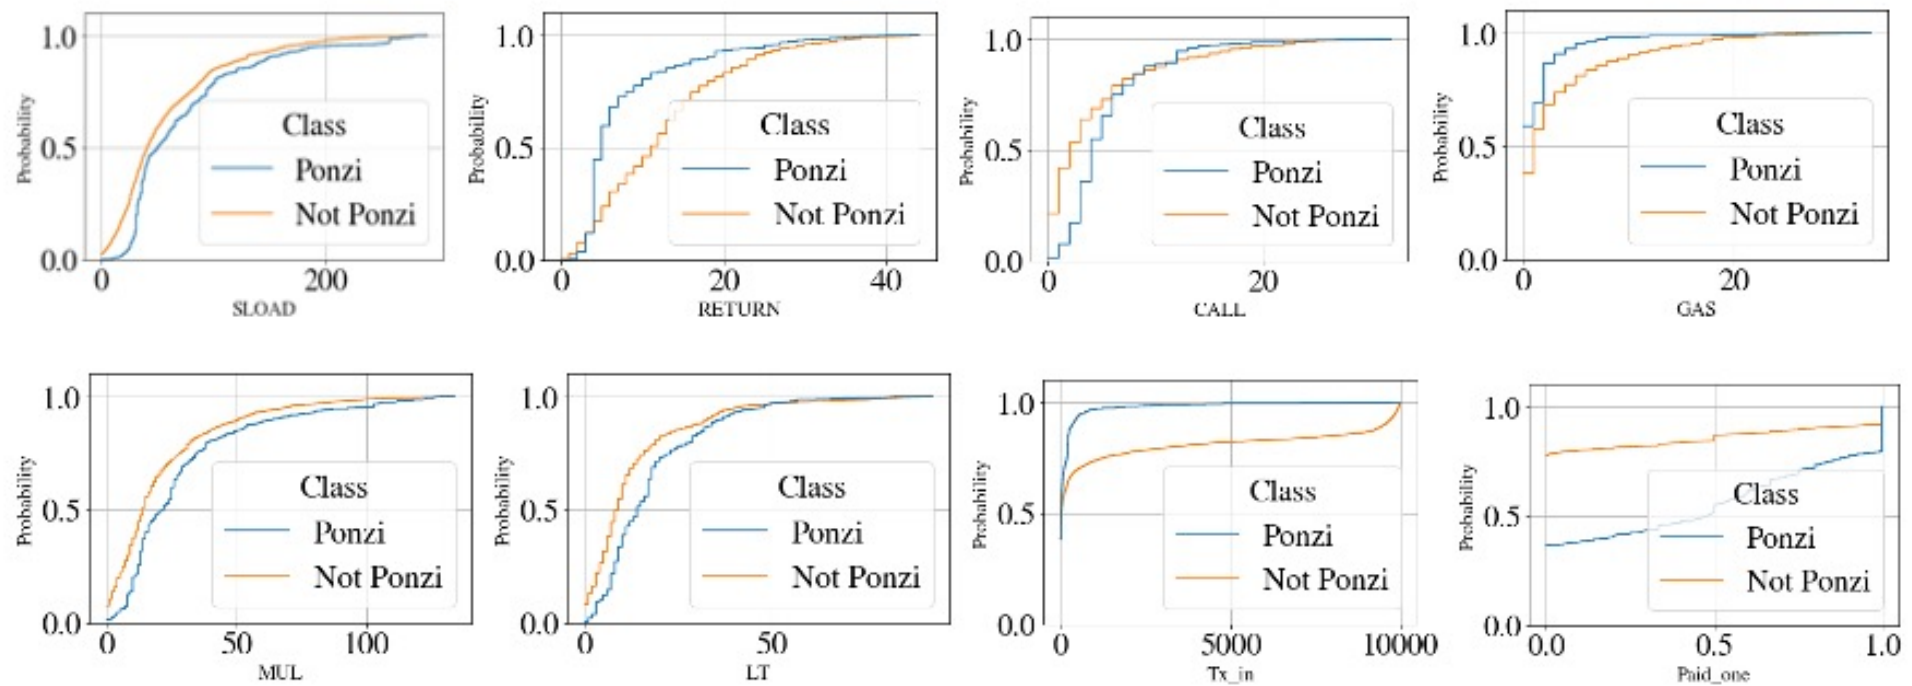 1.0
0.5
0.0
Probability
0
200
SLOAD
Class
Ponzi
Not Ponzi
1.0
0.5
0.0
Probability
0
20
40
RETURN
Class
Ponzi
Not Ponzi
1.0
0.5
0.0
Probability
0
20
CALL
Class
Ponzi
Not Ponzi
1.0
0.5
0.0
Probability
0
20
GAS
Class
Ponzi
Not Ponzi
1.0
0.5
0.0
Probability
0
50
100
MUL
Class
Ponzi
Not Ponzi
1.0
0.5
0.0
Probability
0
50
LT
Class
Ponzi
Not Ponzi
1.0
0.5
0.0
Probability
0
5000
10000
Tx_in
Class
Ponzi
Not Ponzi
1.0
0.5
0.0
Probability
0.0
0.5
1.0
Paid_one
Class
Ponzi
Not Ponzi